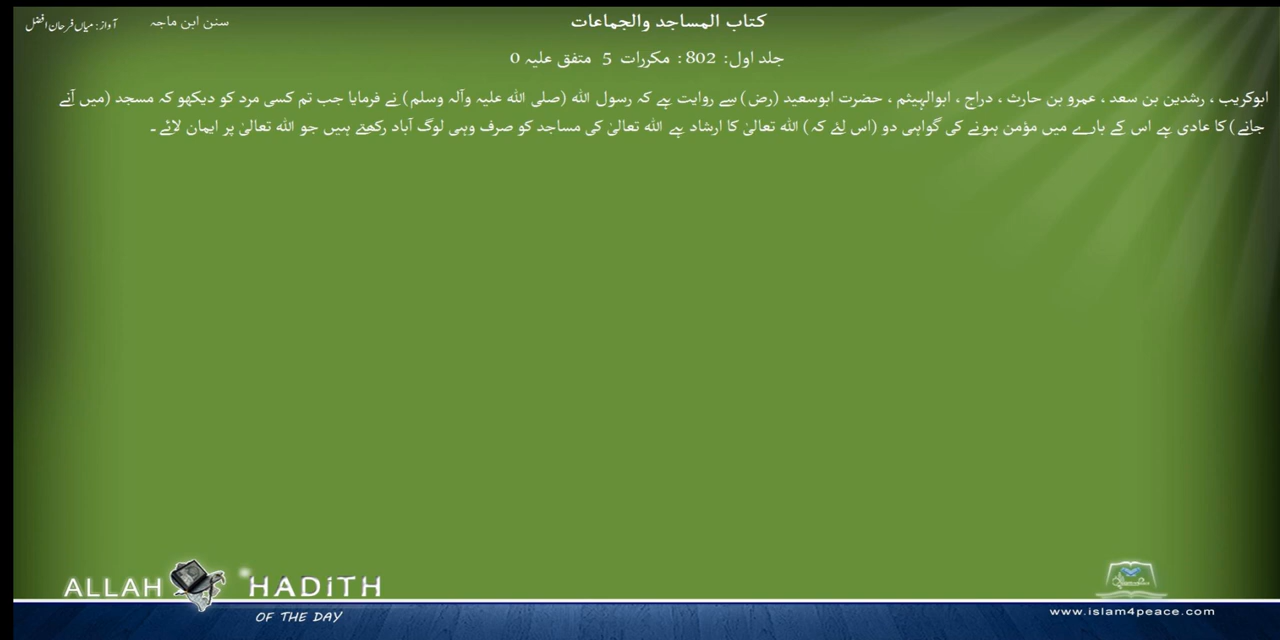 کتاب المساجد والجماعات
سنن ابن ماجہ
آواز: میاں فرحان افضل
جلد اول: 802 : مکررات 5 متفق علیہ 0
ابوکریب ، رشدین بن سعد ، عمرو بن حارث ، دراج ، ابوالہیثم ، حضرت ابوسعید (رض) سے روایت ہے کہ رسول اللہ (صلی اللہ علیہ وآلہ وسلم) نے فرمایا جب تم کسی مرد کو دیکھو کہ مسجد (میں آنے
جانے) کا عادی ہے اس کے بارے میں مؤمن ہونے کی گواہی دو (اس لئے کہ) اللہ تعالیٰ کا ارشاد ہے اللہ تعالیٰ کی مساجد کو صرف وہی لوگ آباد رکھتے ہیں جو اللہ تعالیٰ پر ایمان لائے ۔
ALLAH HADITH
OF THE DAY
www.islam4peace.com